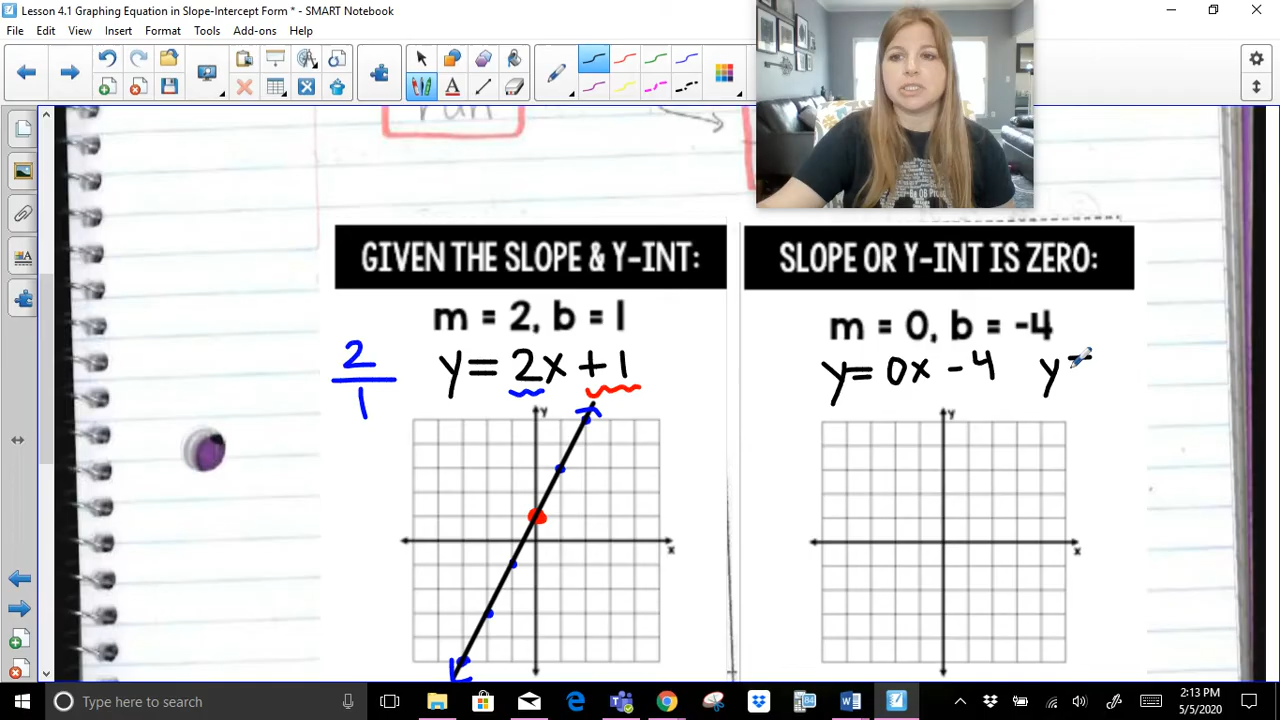 Lesson 4.1 Graphing Equation in Slope-Intercept Form * - SMART Notebook
File Edit View Insert Format Tools Add-ons Help
run
GIVEN THE SLOPE & Y-INT:
m = 2, b = 1
2
1
y = 2x + 1
y
x
SLOPE OR Y-INT IS ZERO:
m = 0, b = -4
y = 0x - 4 y =
y
x
Type here to search
2:13 PM
5/5/2020